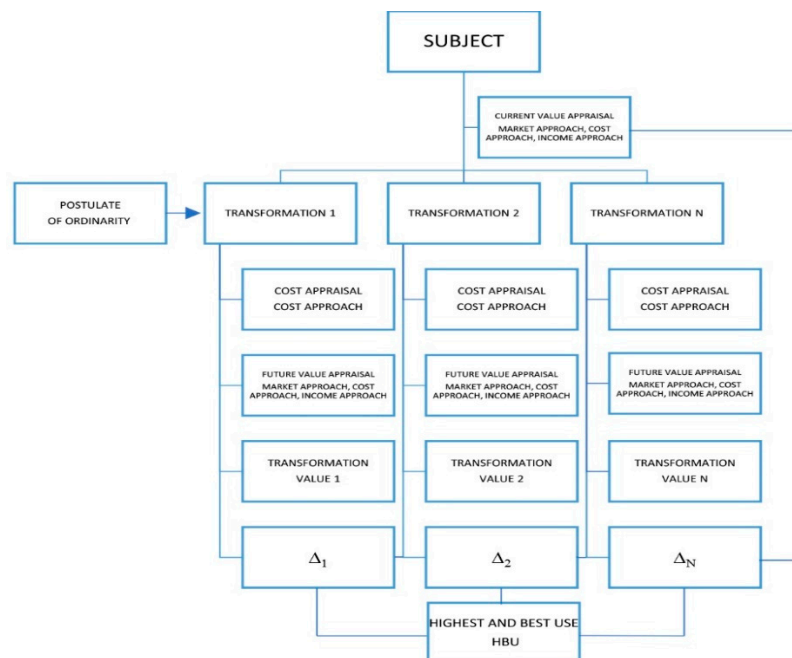 SUBJECT
CURRENT VALUE APPRAISAL
MARKET APPROACH, COST
APPROACH, INCOME APPROACH
POSTULATE
OF ORDINARITY
TRANSFORMATION 1
TRANSFORMATION 2
TRANSFORMATION N
COST APPRAISAL
COST APPROACH
COST APPRAISAL
COST APPROACH
COST APPRAISAL
COST APPROACH
FUTURE VALUE APPRAISAL
MARKET APPROACH, COST
APPROACH, INCOME APPROACH
FUTURE VALUE APPRAISAL
MARKET APPROACH, COST
APPROACH, INCOME APPROACH
FUTURE VALUE APPRAISAL
MARKET APPROACH, COST
APPROACH, INCOME APPROACH
TRANSFORMATION
VALUE 1
TRANSFORMATION
VALUE 2
TRANSFORMATION
VALUE N
Δ1
Δ2
ΔN
HIGHEST AND BEST USE
HBU